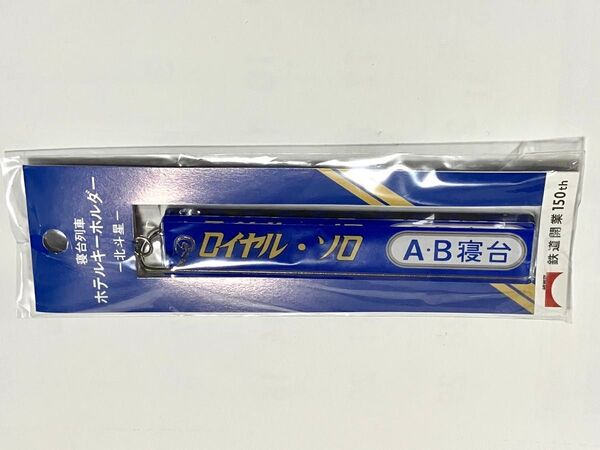 寝台列車
ホテルキーホルダー
ー北斗星ー
ロイヤル・ソロ
A・B寝台
鉄道開業150th